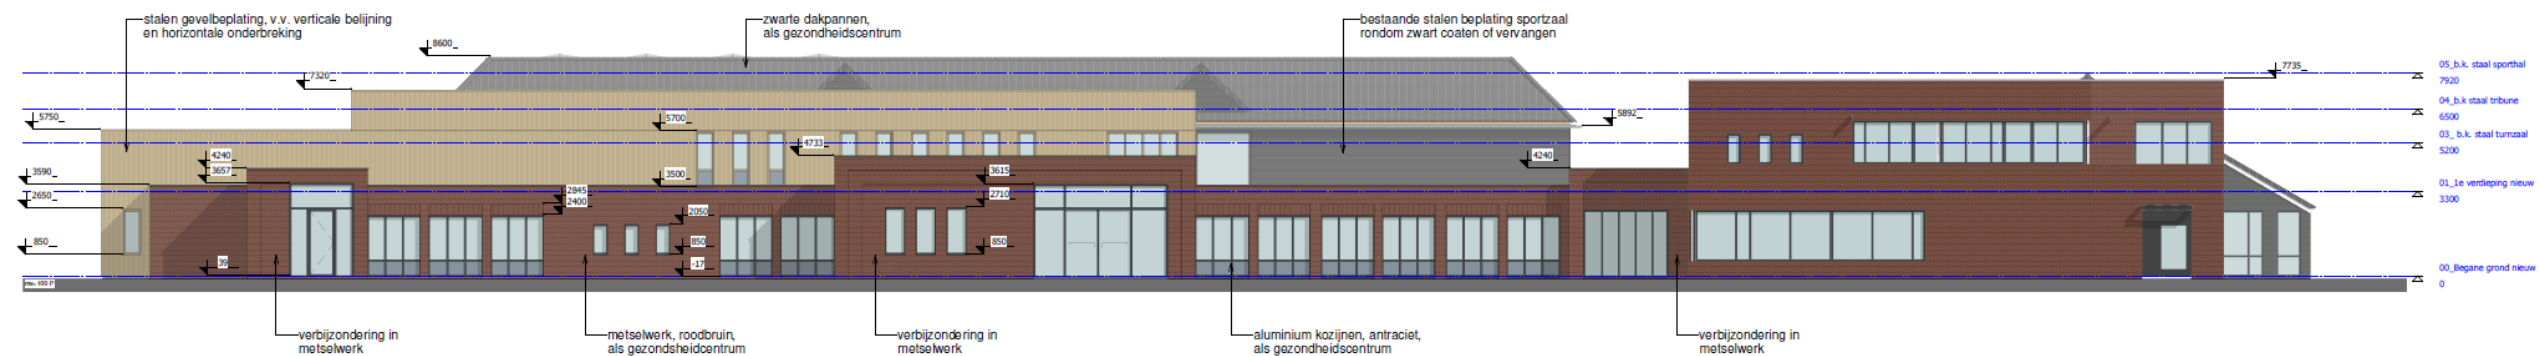 stalen gevelbeplating, v.v. verticale belijning
en horizontale onderbreking
zwarte dakpannen,
als gezondheidscentrum
bestaande stalen beplating sportzaal
rondom zwart coaten of vervangen
8600
7320
5750
5700
4733
4240
3657
3590
2650
3500
3615
2845
2400
2710
2050
850
850
850
39
-17
5892
4240
7735
05_b.k. staal sporthal
7920
04_b.k staal tribune
6500
03_ b.k. staal turnzaal
5200
01_1e verdieping nieuw
3300
00_Begane grond nieuw
0
verbijzondering in
metselwerk
metselwerk, roodbruin,
als gezondsheidcentrum
verbijzondering in
metselwerk
aluminium kozijnen, antraciet,
als gezondheidscentrum
verbijzondering in
metselwerk